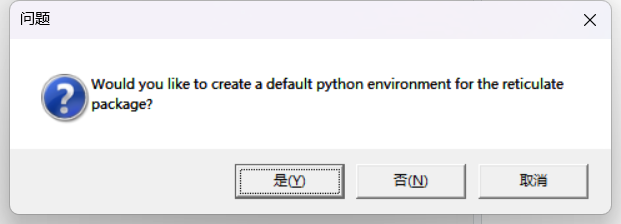 问题
Would you like to create a default python environment for the reticulate
package?
是(Y)
否(N)
取消